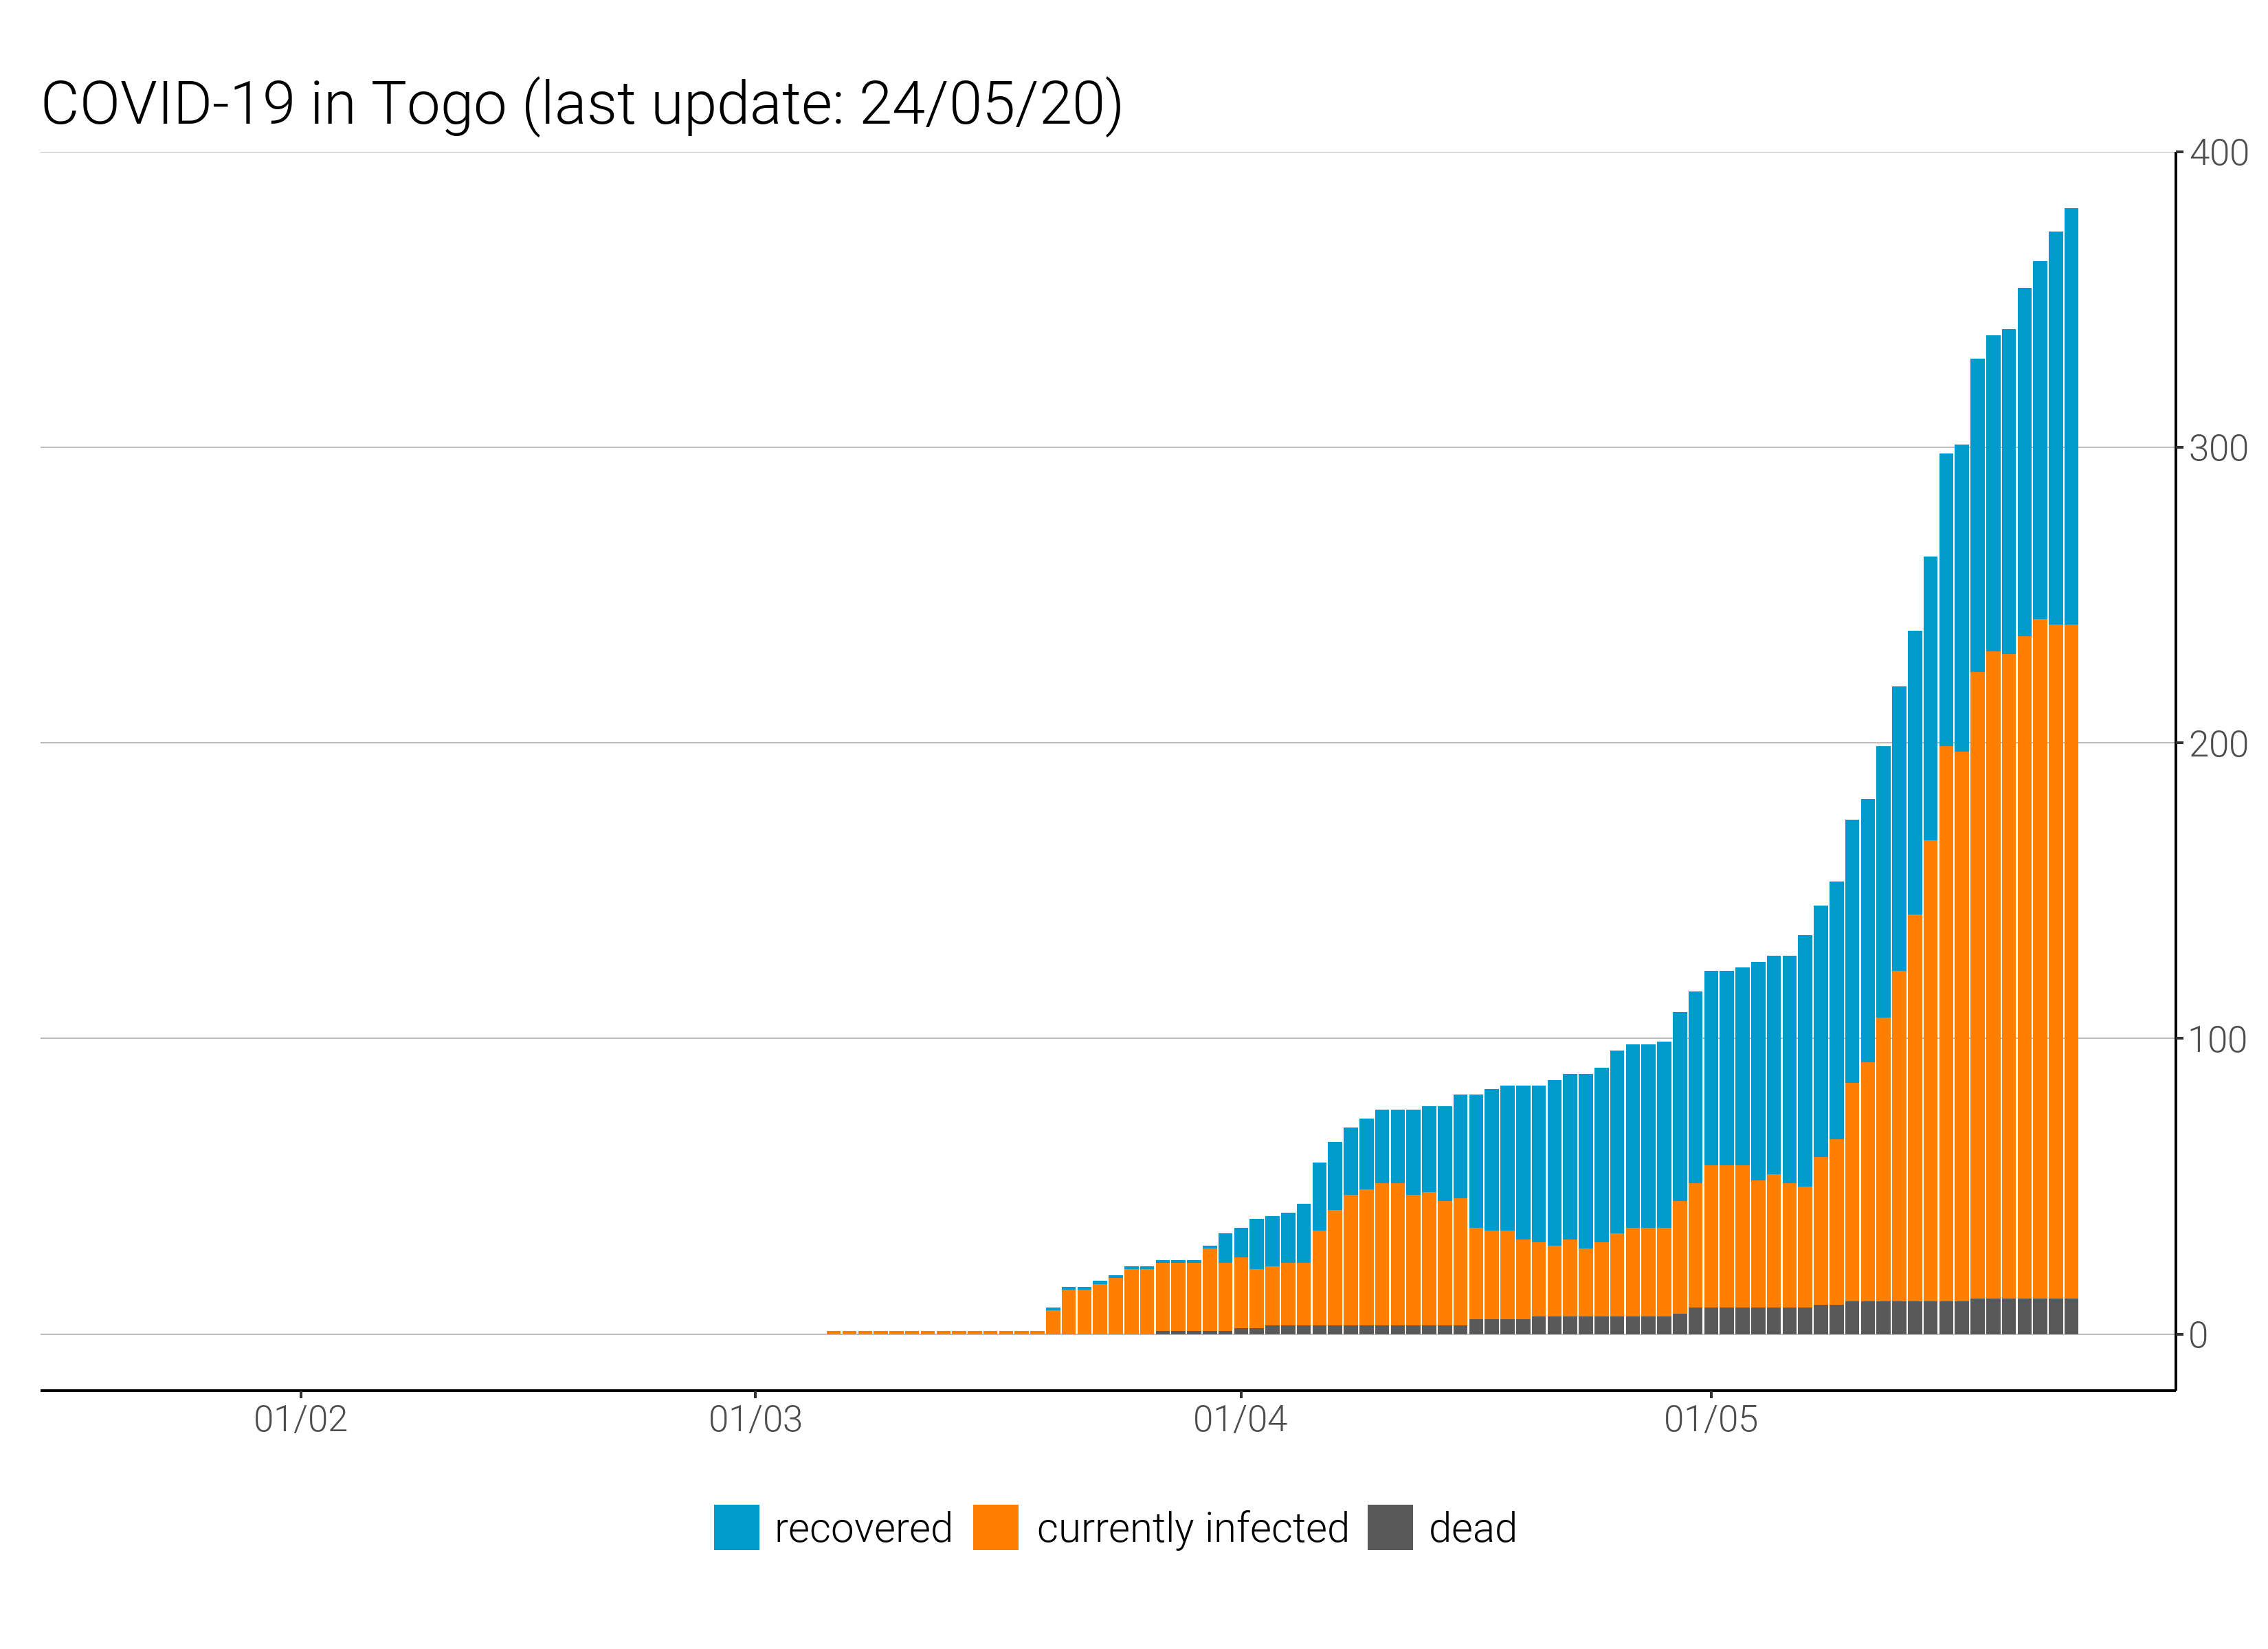 COVID-19 in Togo (last update: 24/05/20)
400
300
200
100
0
01/02 01/03 01/04 01/05
recovered currently infected dead